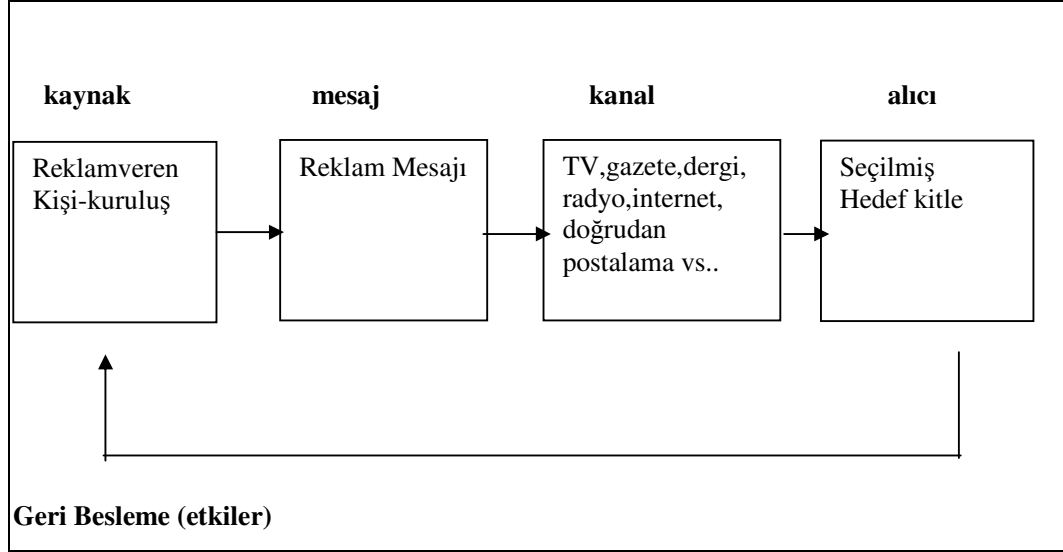 kaynak
mesaj
kanal
alıcı
Reklamveren
Kişi-kuruluş
Reklam Mesajı
TV,gazete,dergi,
radyo,internet,
doğrudan
postalama vs..
Seçilmiş
Hedef kitle
Geri Besleme (etkiler)